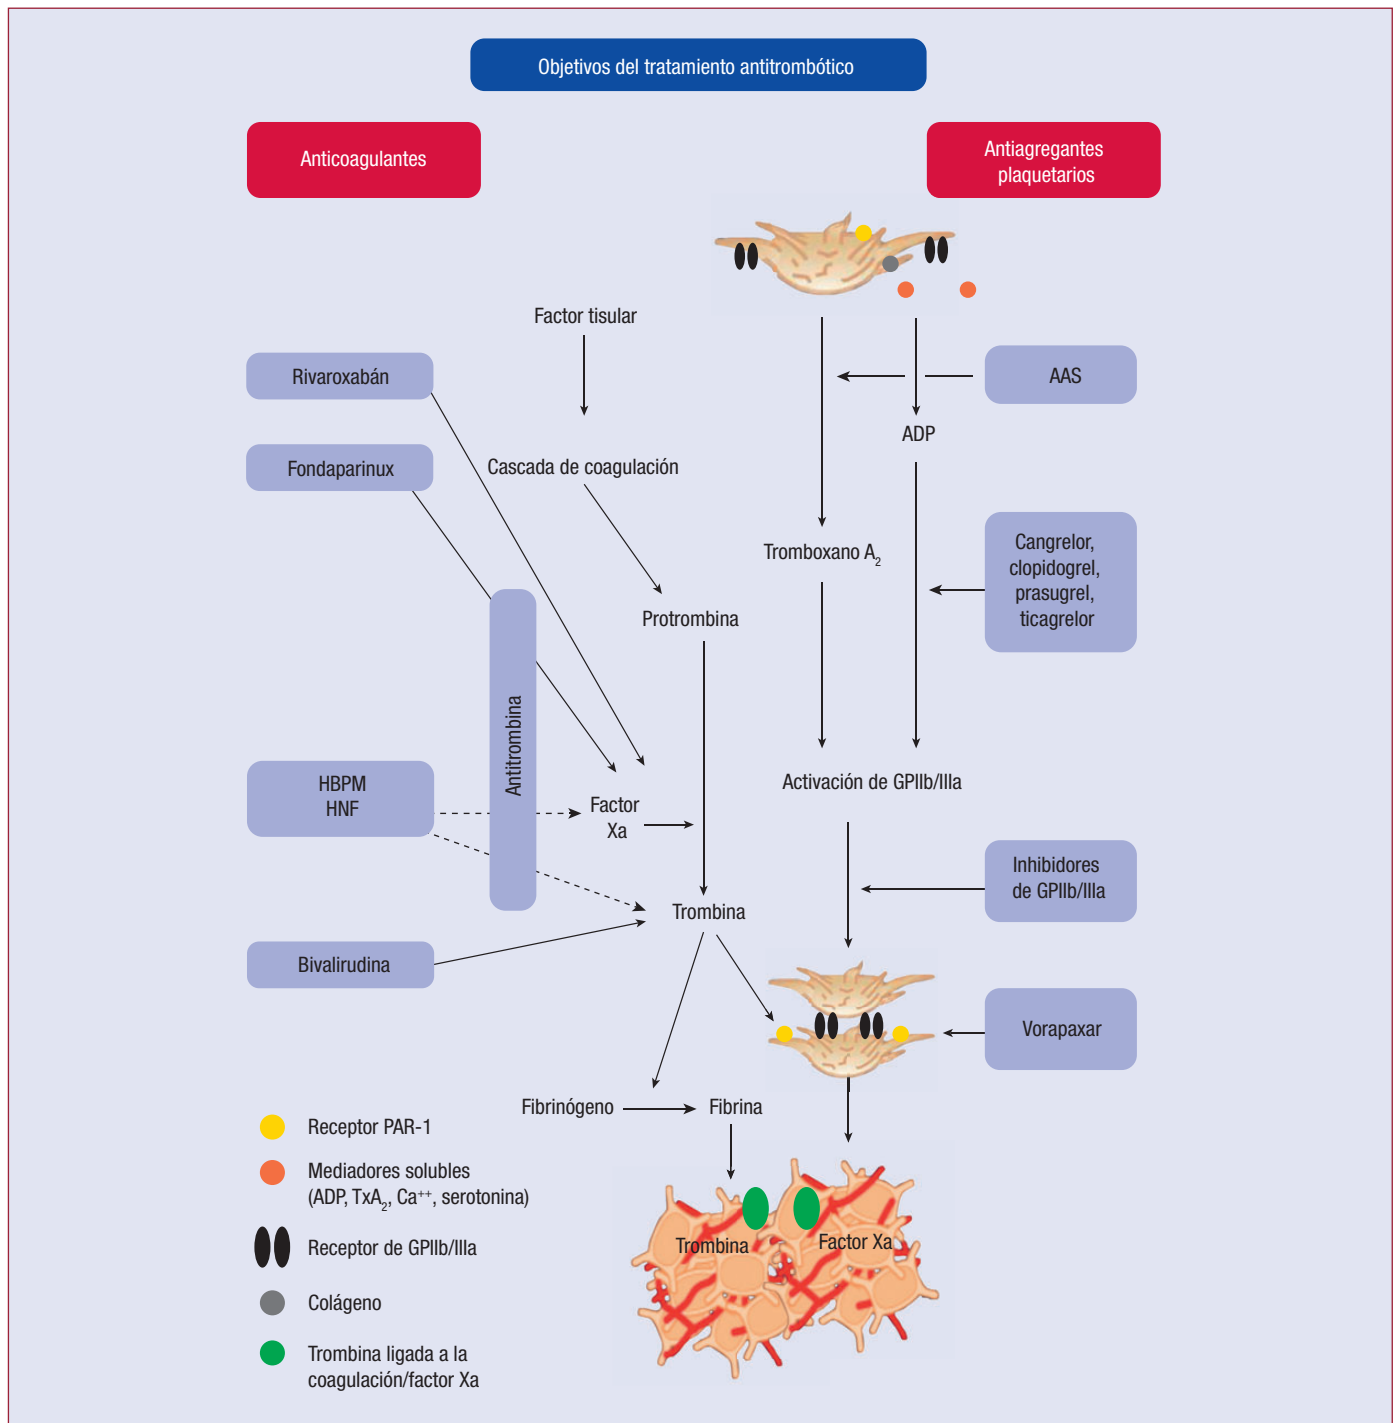 Objetivos del tratamiento antitrombótico
Anticoagulantes
Antiagregantes
plaquetarios
Factor tisular
Rivaroxabán
AAS
ADP
Fondaparinux
Cascada de coagulación
Cangrelor,
clopidogrel,
prasugrel,
ticagrelor
Tromboxano A₂
Protrombina
Antitrombina
HBPM
HNF
Activación de GPIIb/IIIa
Factor
Xa
Inhibidores
de GPIIb/IIIa
Trombina
Bivalirudina
Vorapaxar
Fibrinógeno
Fibrina
Receptor PAR-1
Mediadores solubles
(ADP, TxA₂, Ca⁺⁺, serotonina)
Receptor de GPIIb/IIIa
Trombina
Factor Xa
Colágeno
Trombina ligada a la
coagulación/factor Xa